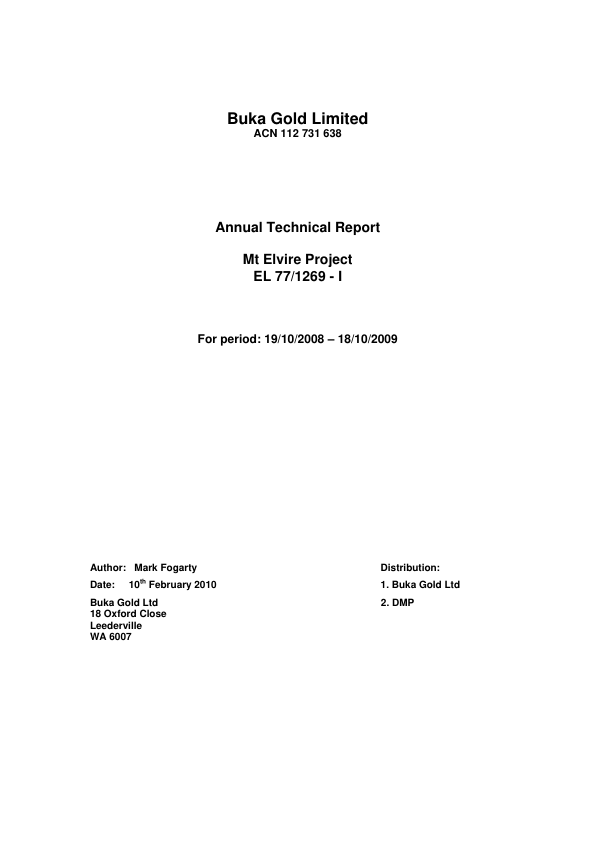 Buka Gold Limited
ACN 112 731 638
Annual Technical Report
Mt Elvire Project
EL 77/1269 - I
For period: 19/10/2008 – 18/10/2009
Author: Mark Fogarty
Date: 10th February 2010
Buka Gold Ltd
18 Oxford Close
Leederville
WA 6007
Distribution:
1. Buka Gold Ltd
2. DMP